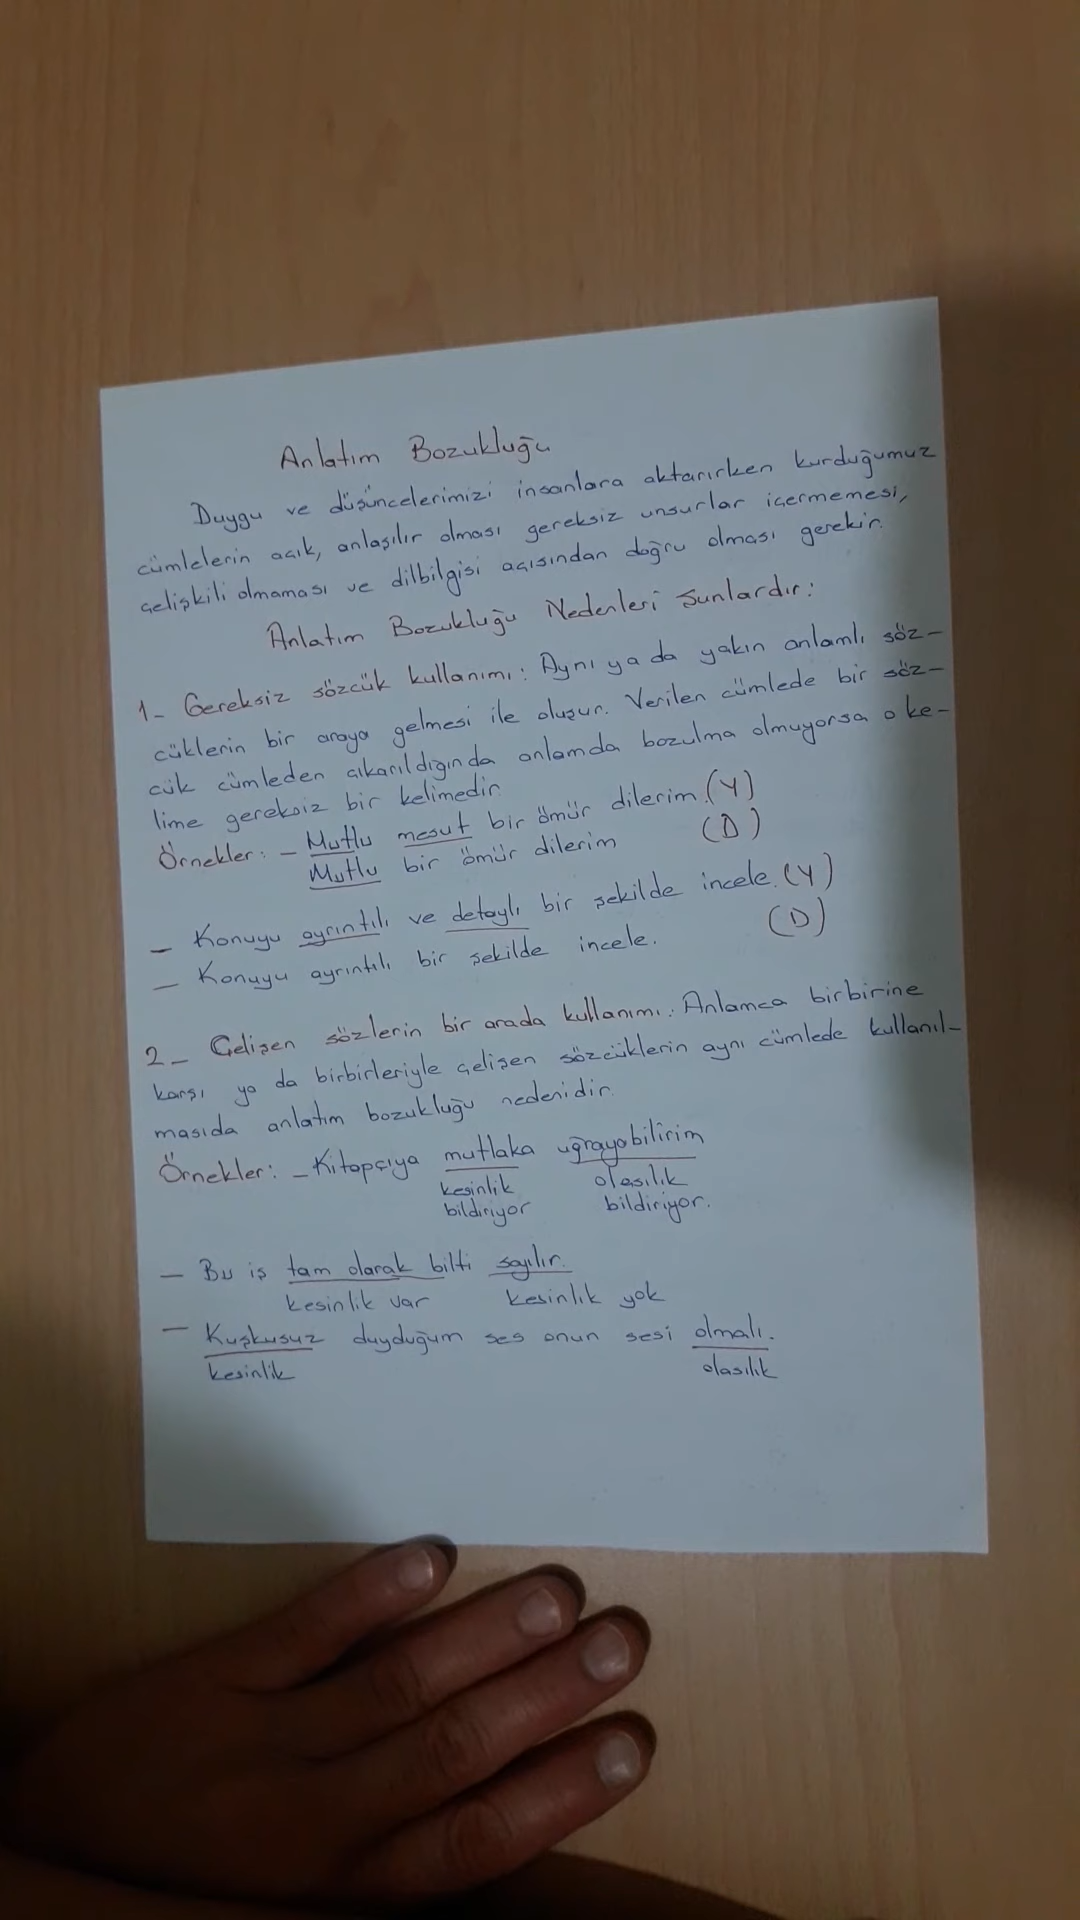 Anlatım Bozukluğu
Duygu ve düşüncelerimizi insanlara aktarırken kurduğumuz
cümlelerin açık, anlaşılır olması gereksiz unsurlar içermemesi,
çelişkili olmaması ve dilbilgisi açısından doğru olması gerekir.
Anlatım Bozukluğu Nedenleri Şunlardır:
1- Gereksiz sözcük kullanımı: Aynı ya da yakın anlamlı söz-
cüklerin bir araya gelmesi ile oluşur. Verilen cümlede bir söz-
cük cümleden çıkarıldığında anlamda bozulma olmuyorsa o ke-
lime gereksiz bir kelimedir.
Örnekler: - Mutlu mesut bir ömür dilerim. (Y)
Mutlu bir ömür dilerim (D)
- Konuyu ayrıntılı ve detaylı bir şekilde incele. (Y)
- Konuyu ayrıntılı bir şekilde incele. (D)
2- Çelişen sözlerin bir arada kullanımı: Anlamca birbirine
karşı ya da birbirleriyle çelişen sözcüklerin aynı cümlede kullanıl-
masıda anlatım bozukluğu nedenidir.
Örnekler: - Kitapçıya mutlaka uğrayabilirim
kesinlik olasılık
bildiriyor bildiriyor.
- Bu iş tam olarak bitti sayılır.
kesinlik var kesinlik yok
- Kuşkusuz duyduğum ses onun sesi olmalı.
kesinlik olasılık